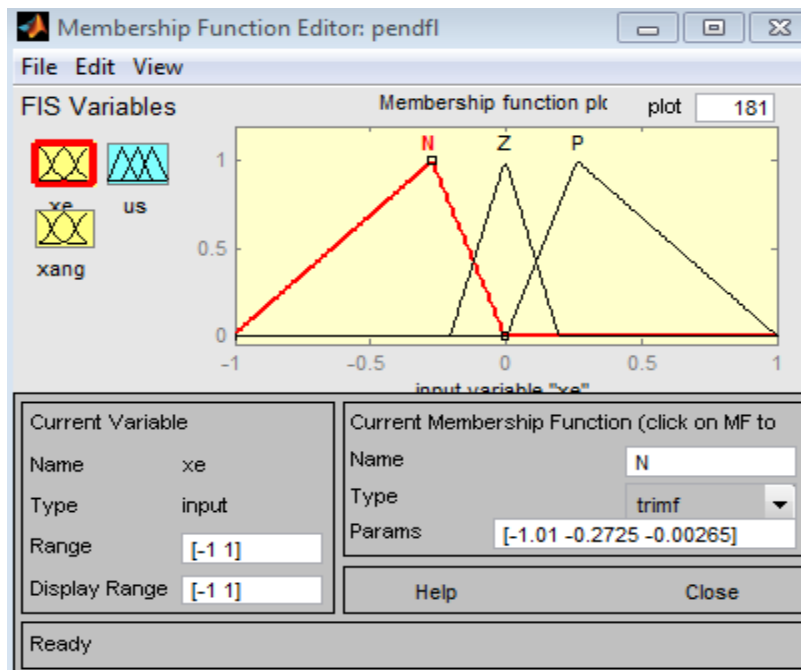 Membership Function Editor: pendfl
File Edit View
FIS Variables
Membership function plo
plot
181
xe
us
xang
N Z P
1
0.5
0
-1 -0.5 0 0.5 1
input variable "xe"
Current Variable
Name xe
Type input
Range [-1 1]
Display Range [-1 1]
Current Membership Function (click on MF to
Name N
Type trimf
Params [-1.01 -0.2725 -0.00265]
Help Close
Ready